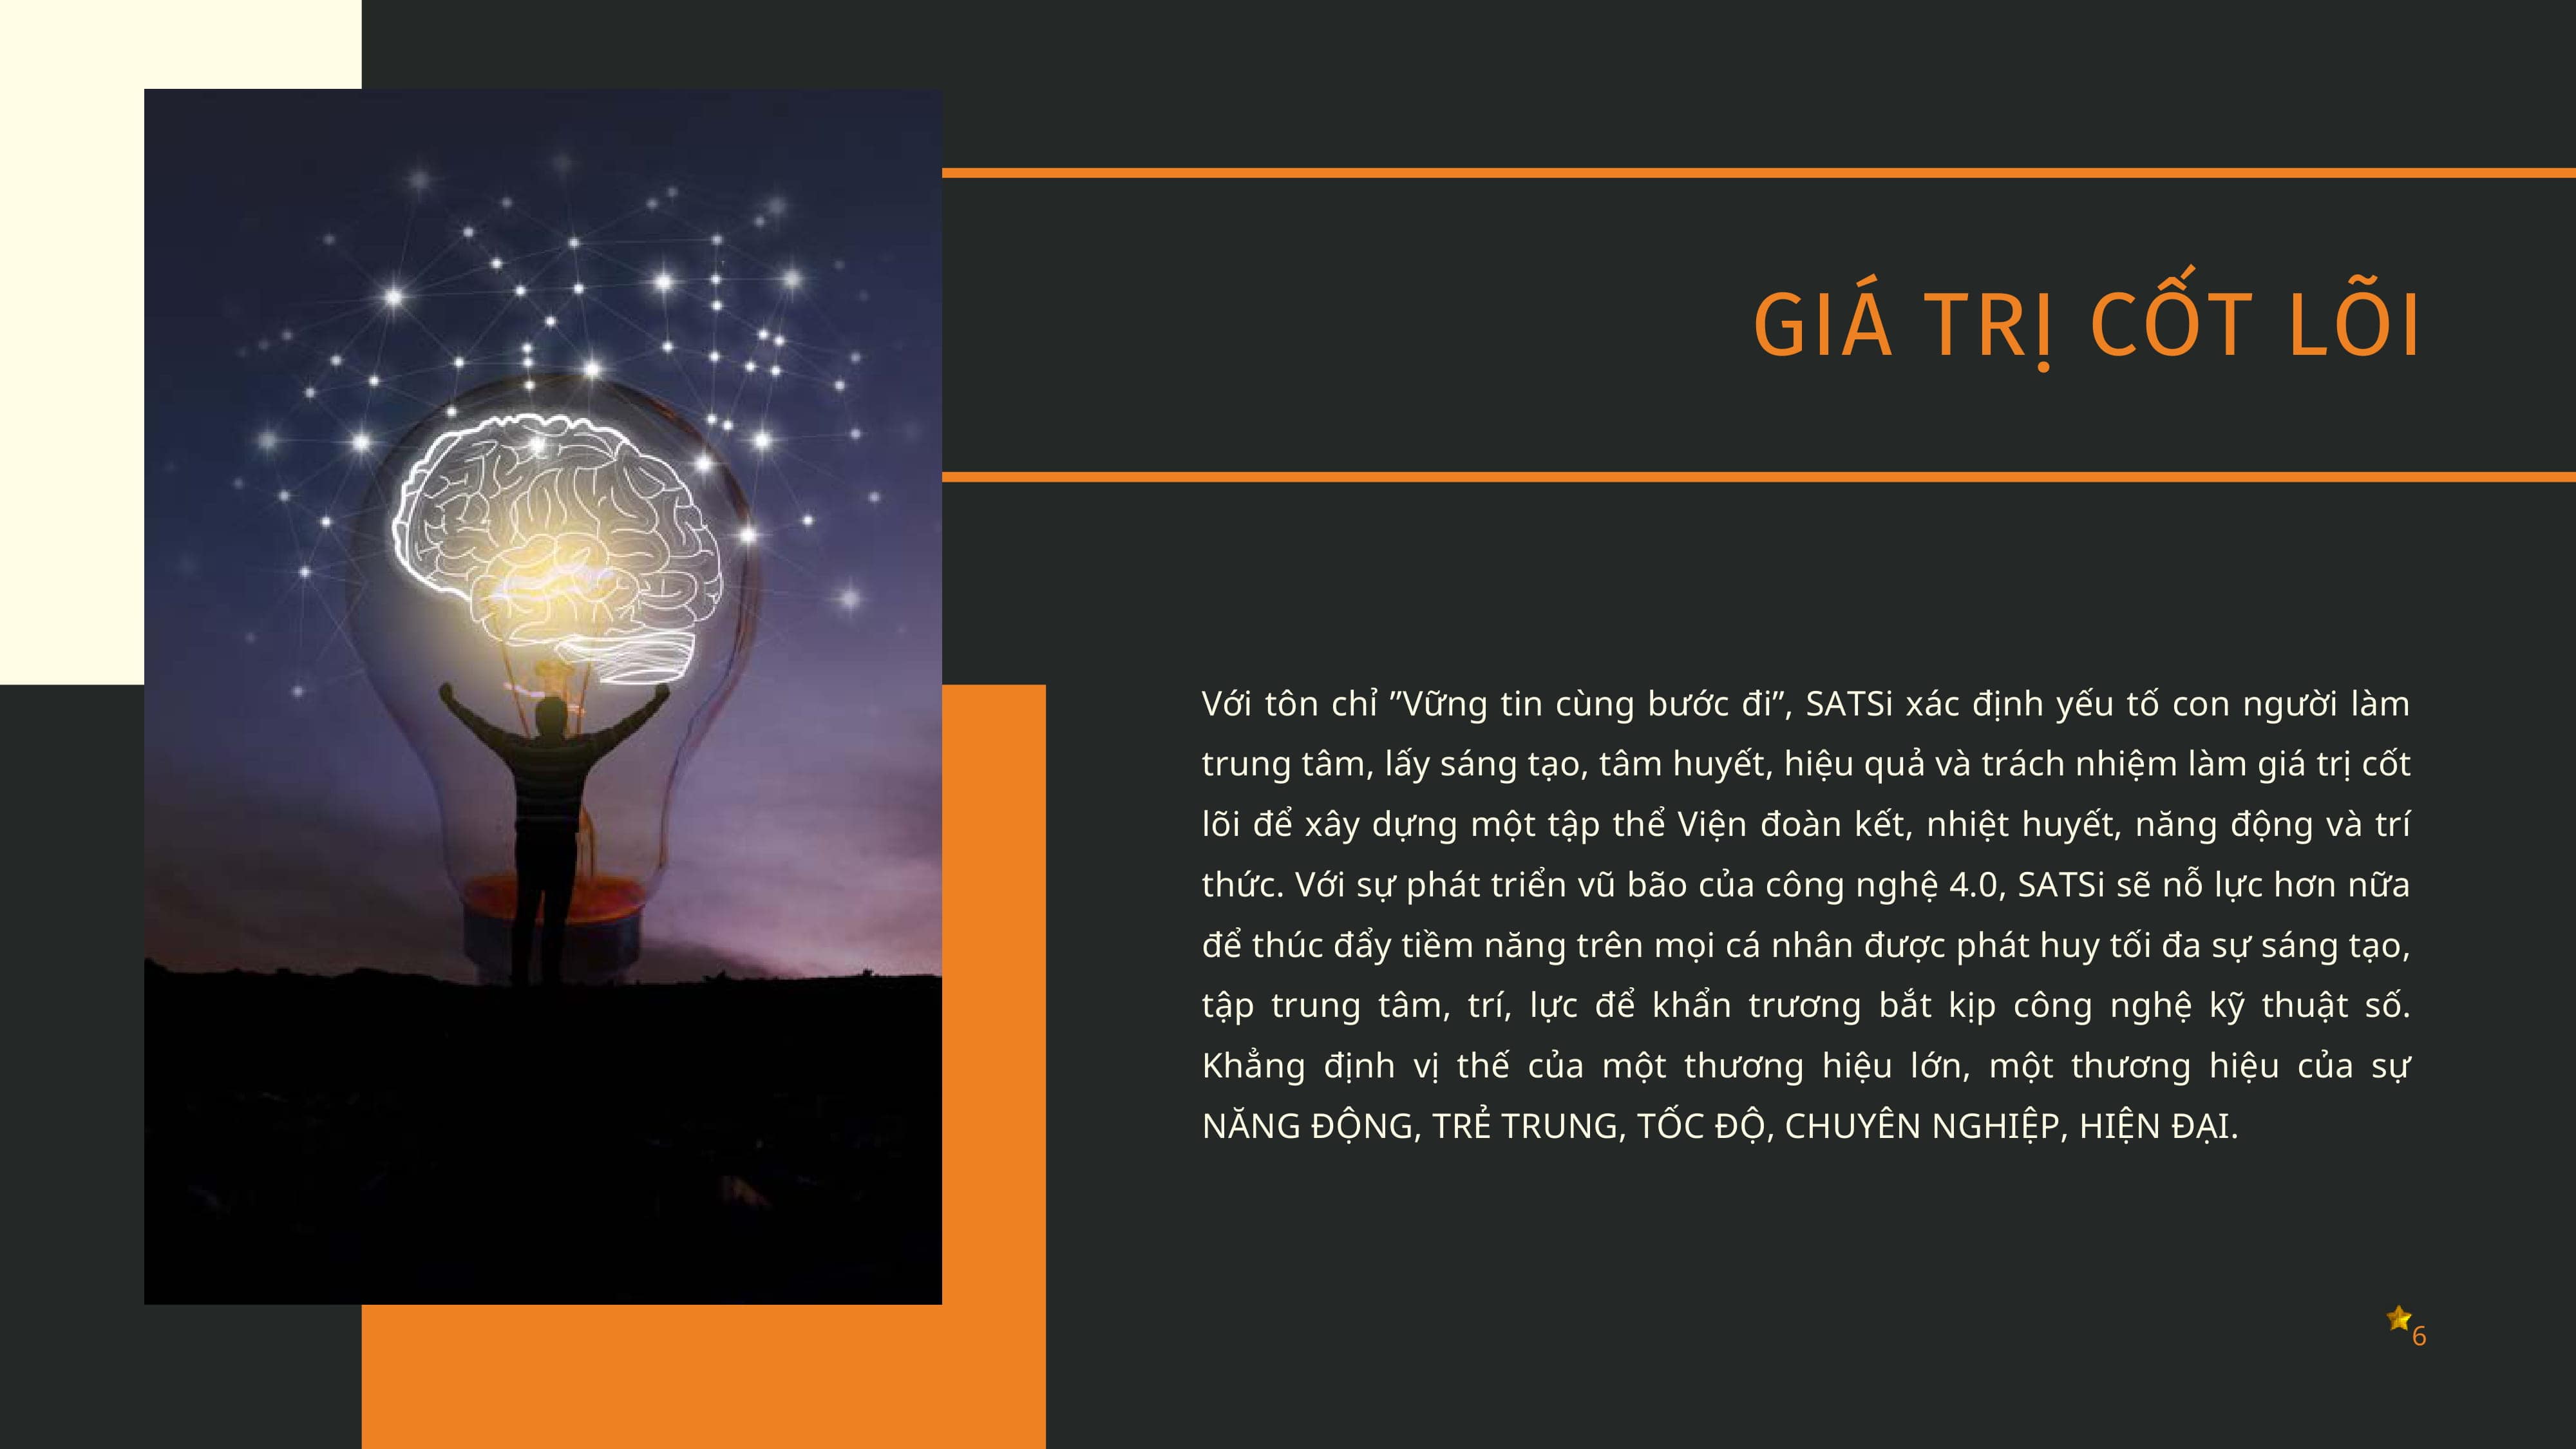 GIÁ TRỊ CỐT LÕI
Với tôn chỉ ”Vững tin cùng bước đi”, SATSi xác định yếu tố con người làm
trung tâm, lấy sáng tạo, tâm huyết, hiệu quả và trách nhiệm làm giá trị cốt
lõi để xây dựng một tập thể Viện đoàn kết, nhiệt huyết, năng động và trí
thức. Với sự phát triển vũ bão của công nghệ 4.0, SATSi sẽ nỗ lực hơn nữa
để thúc đẩy tiềm năng trên mọi cá nhân được phát huy tối đa sự sáng tạo,
tập trung tâm, trí, lực để khẩn trương bắt kịp công nghệ kỹ thuật số.
Khẳng định vị thế của một thương hiệu lớn, một thương hiệu của sự
NĂNG ĐỘNG, TRẺ TRUNG, TỐC ĐỘ, CHUYÊN NGHIỆP, HIỆN ĐẠI.
6